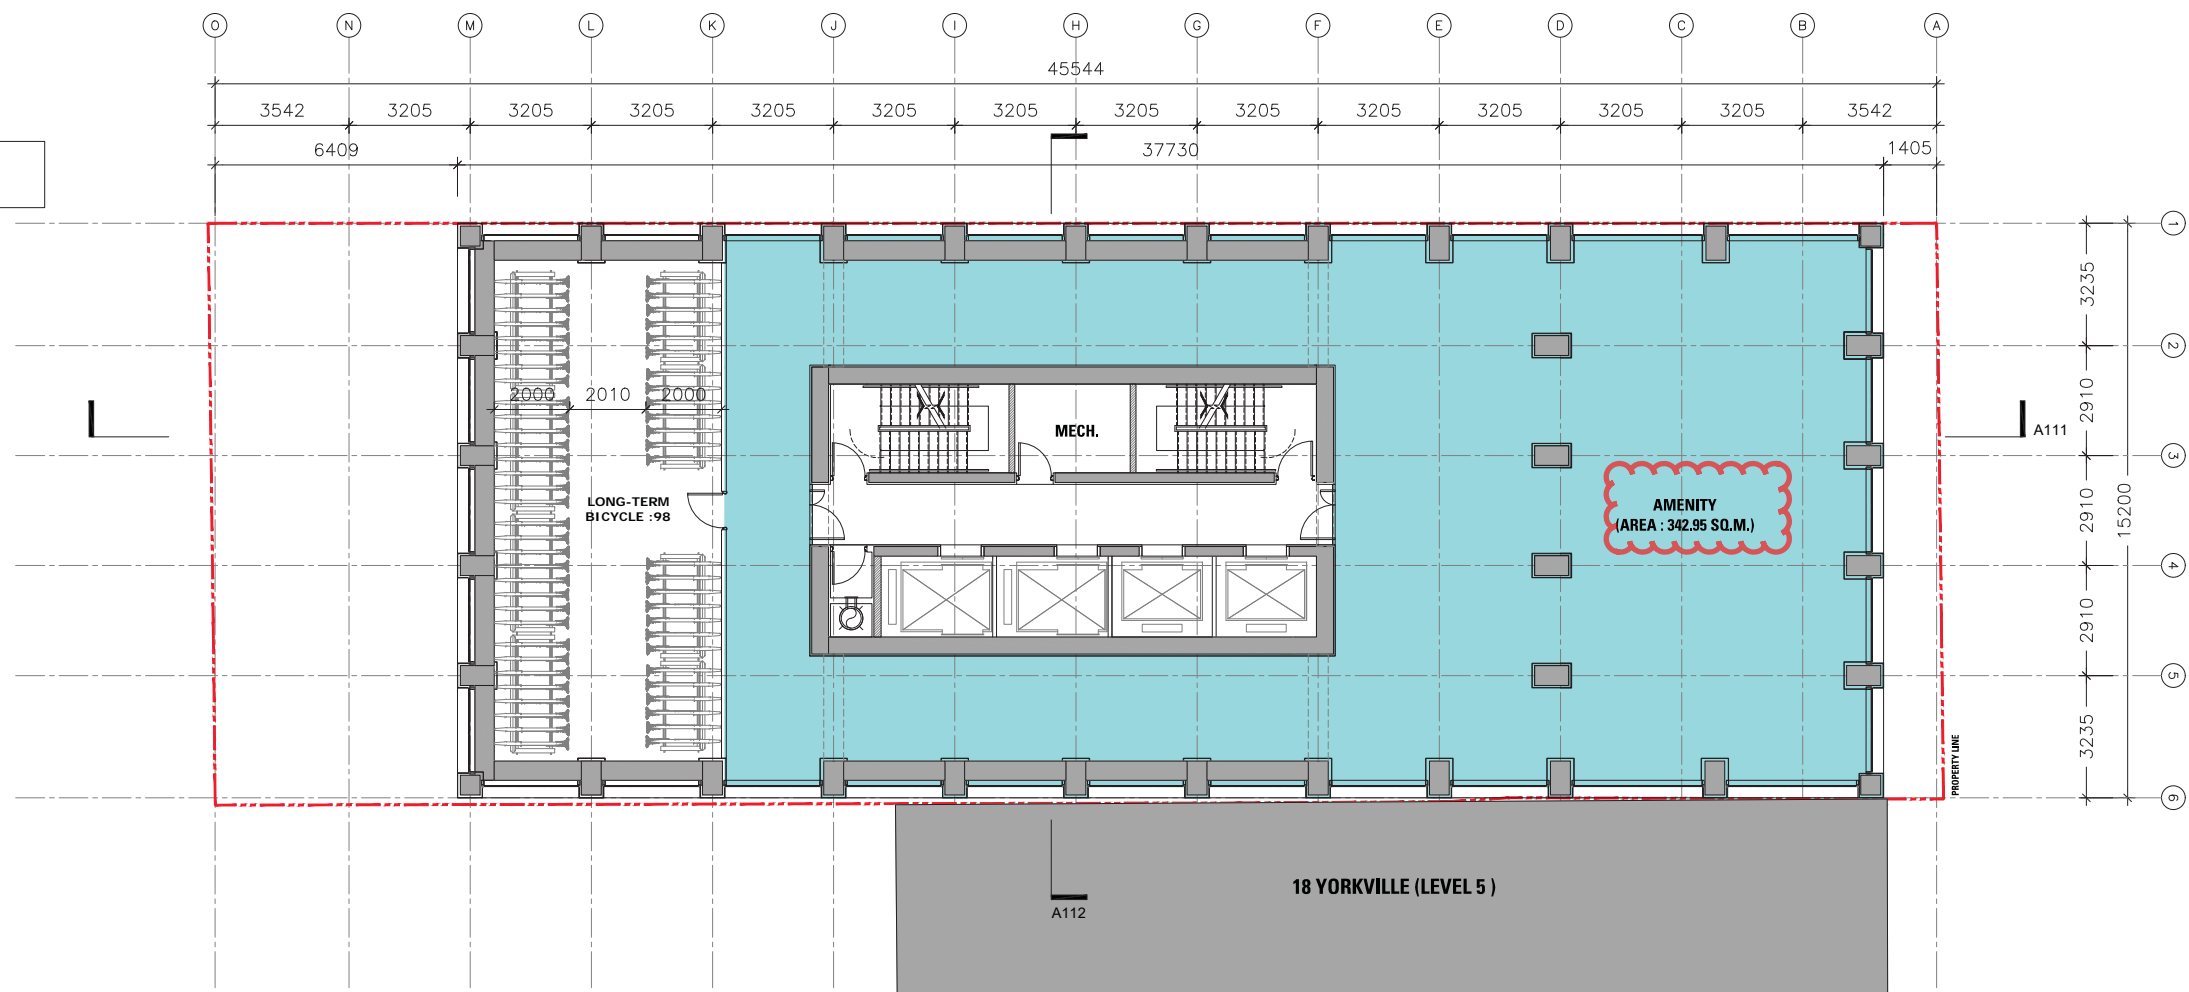 O N M L K J I H G F E D C B A
45544
3542 3205 3205 3205 3205 3205 3205 3205 3205 3205 3205 3205 3205 3542
6409 37730 1405
1
3235
2
2000 2010 2000
2910
MECH.
A111
3
LONG-TERM
BICYCLE :98
AMENITY
(AREA : 342.95 SQ.M.)
2910
15200
4
2910
5
3235
PROPERTY LINE
6
18 YORKVILLE (LEVEL 5 )
A112